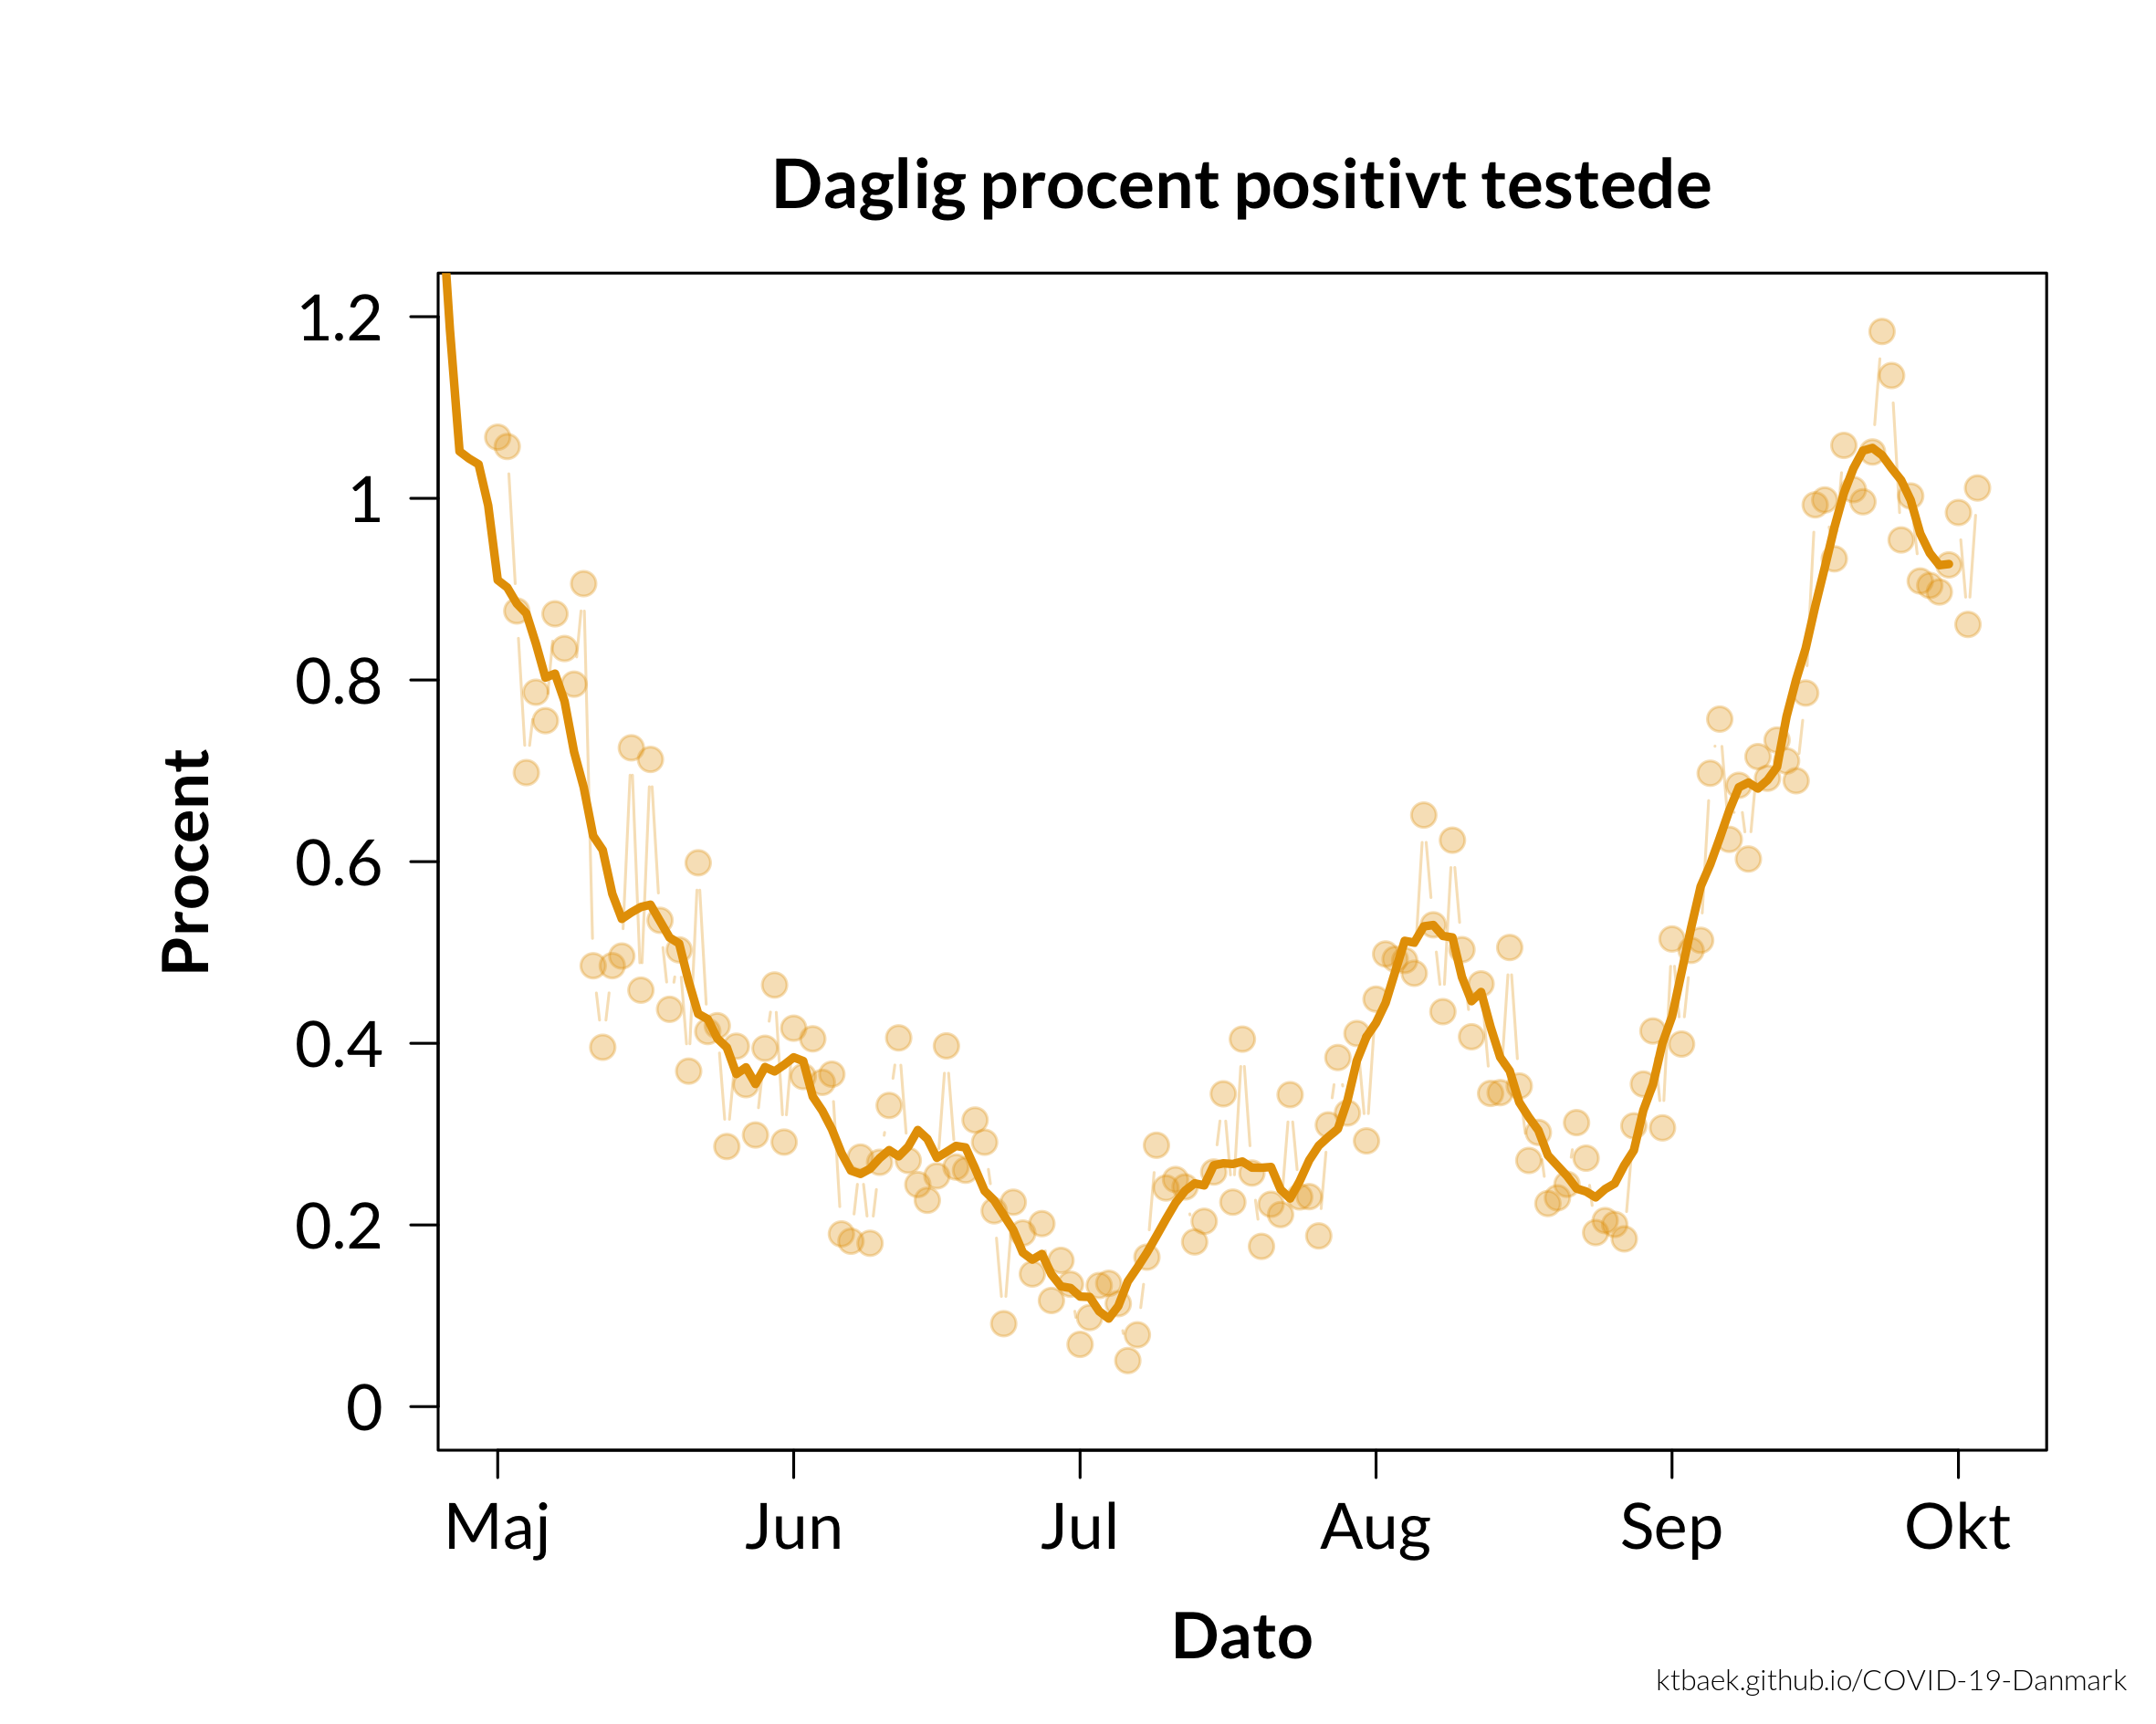 Daglig procent positivt testede
Procent
1.2
1
0.8
0.6
0.4
0.2
0
Maj Jun Jul Aug Sep Okt
Dato
ktbaek.github.io/COVID-19-Danmark